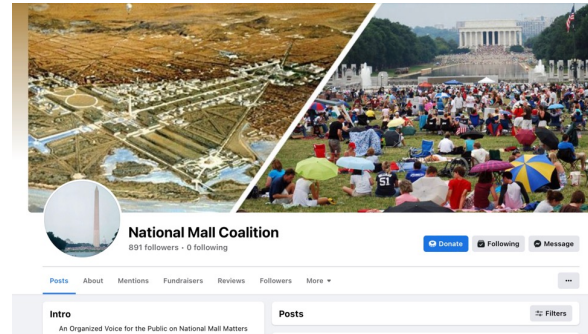 51
National Mall Coalition
891 followers • 0 following
Donate
Following
Message
Posts
About
Mentions
Fundraisers
Reviews
Followers
More
Intro
An Organized Voice for the Public on National Mall Matters
Posts
Filters